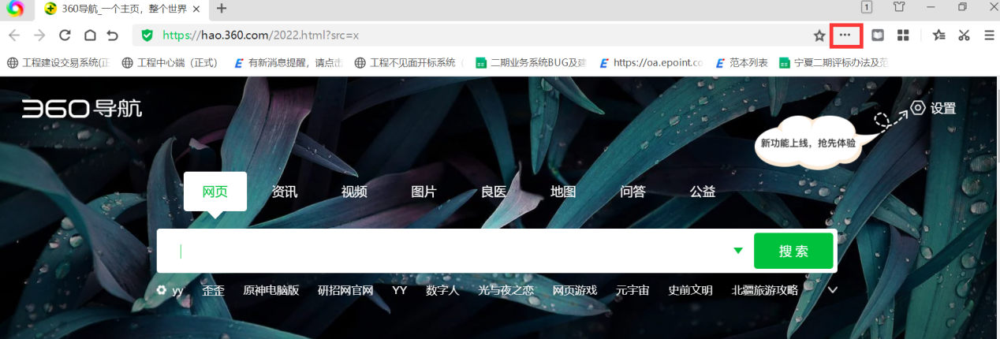 360导航_一个主页，整个世界
1
https://hao.360.com/2022.html?src=x
工程建设交易系统(正
工程中心端（正式）
有新消息提醒，请点击
工程不见面开标系统（
二期业务系统BUG及建
https://oa.epoint.co
范本列表
宁夏二期评标办法及范
360导航
设置
新功能上线，抢先体验
网页 资讯 视频 图片 良医 地图 问答 公益
搜 索
yy 歪歪 原神电脑版 研招网官网 YY 数字人 光与夜之恋 网页游戏 元宇宙 史前文明 北疆旅游攻略